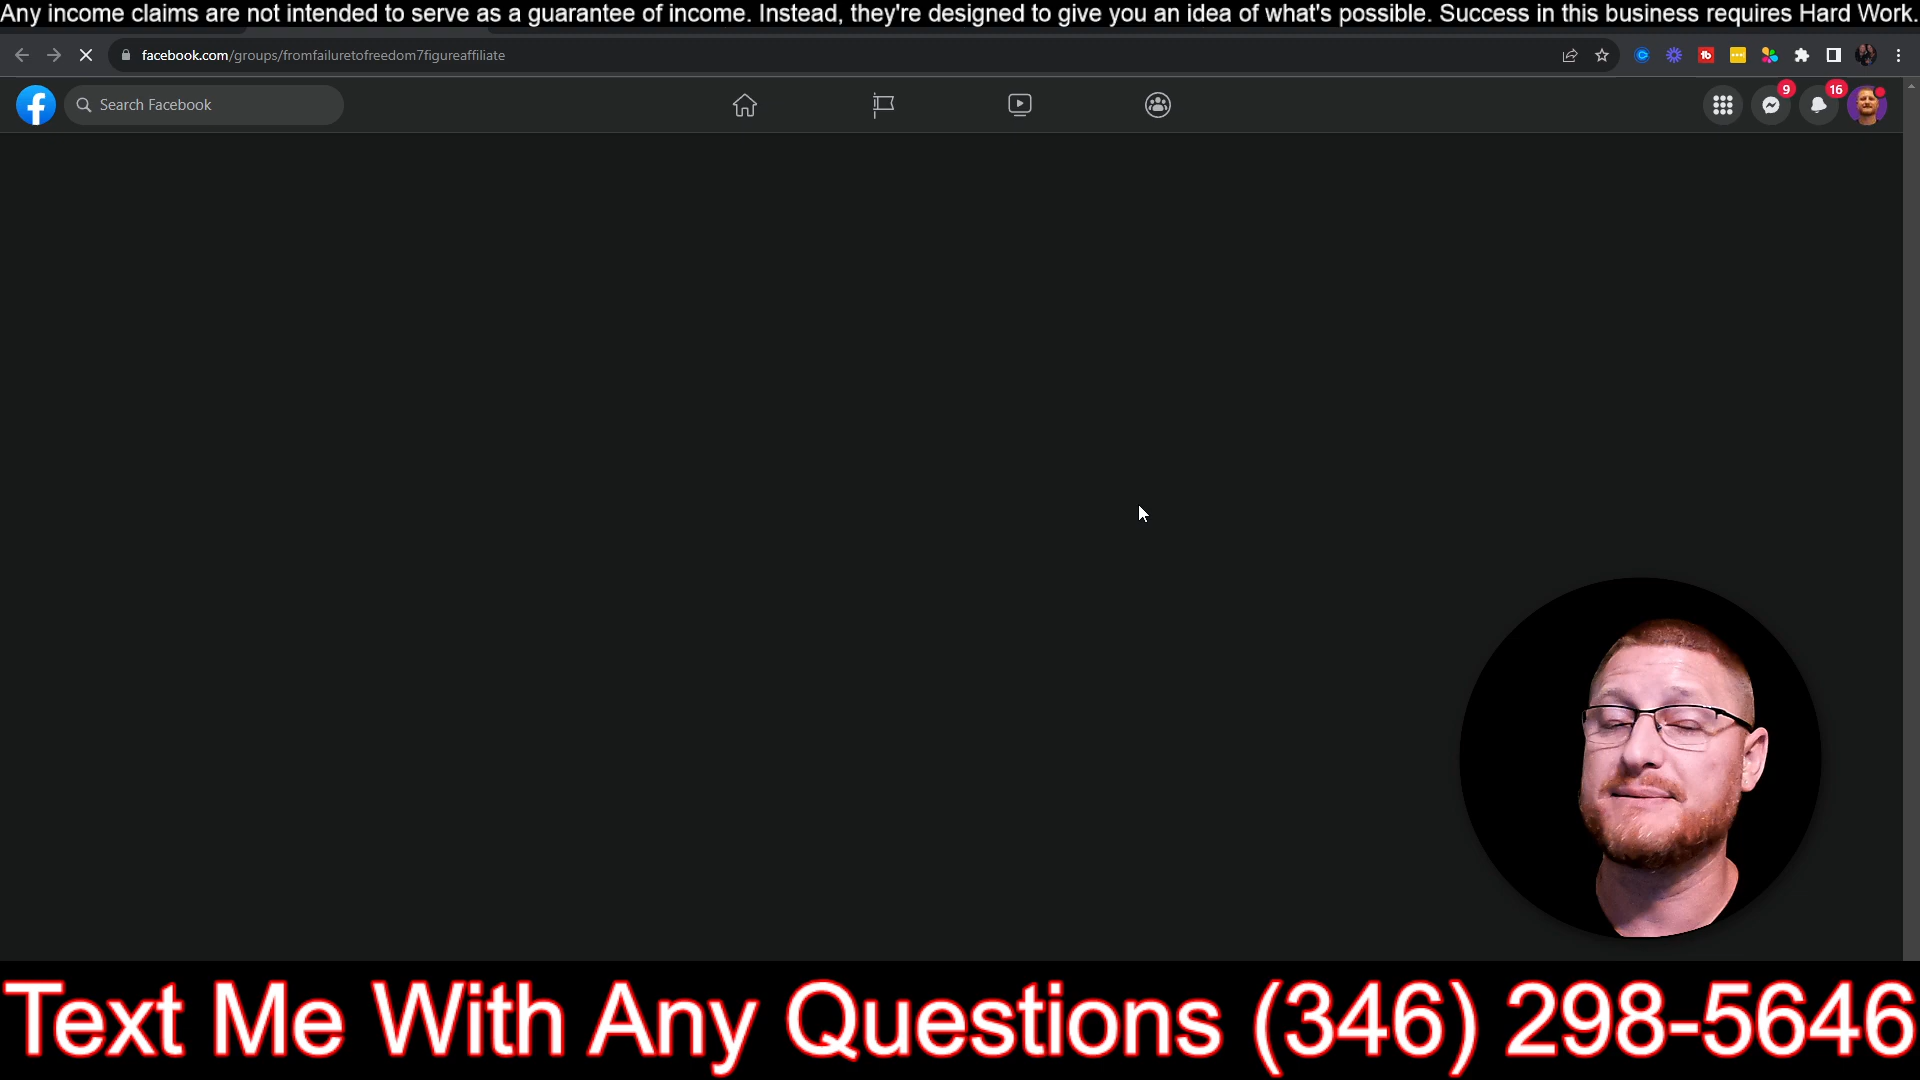 Any income claims are not intended to serve as a guarantee of income. Instead, they're designed to give you an idea of what's possible. Success in this business requires Hard Work.
facebook.com/groups/fromfailuretofreedom7figureaffiliate
Search Facebook
9
16
Text Me With Any Questions (346) 298-5646